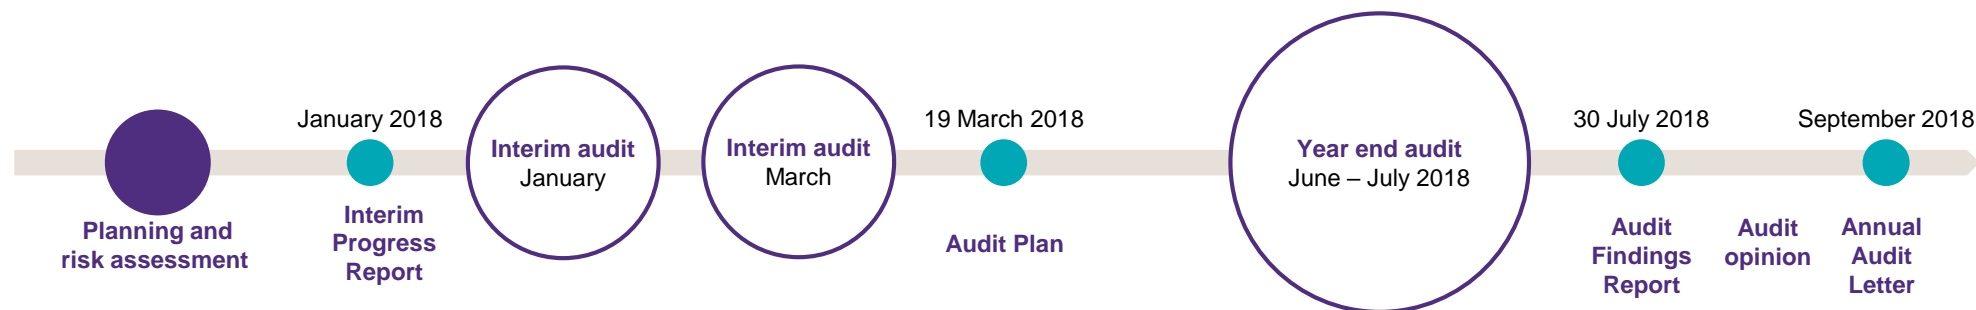 Planning and
risk assessment
January 2018
Interim
Progress
Report
Interim audit
January
Interim audit
March
19 March 2018
Audit Plan
Year end audit
June – July 2018
30 July 2018
Audit
Findings
Report
Audit
opinion
September 2018
Annual
Audit
Letter